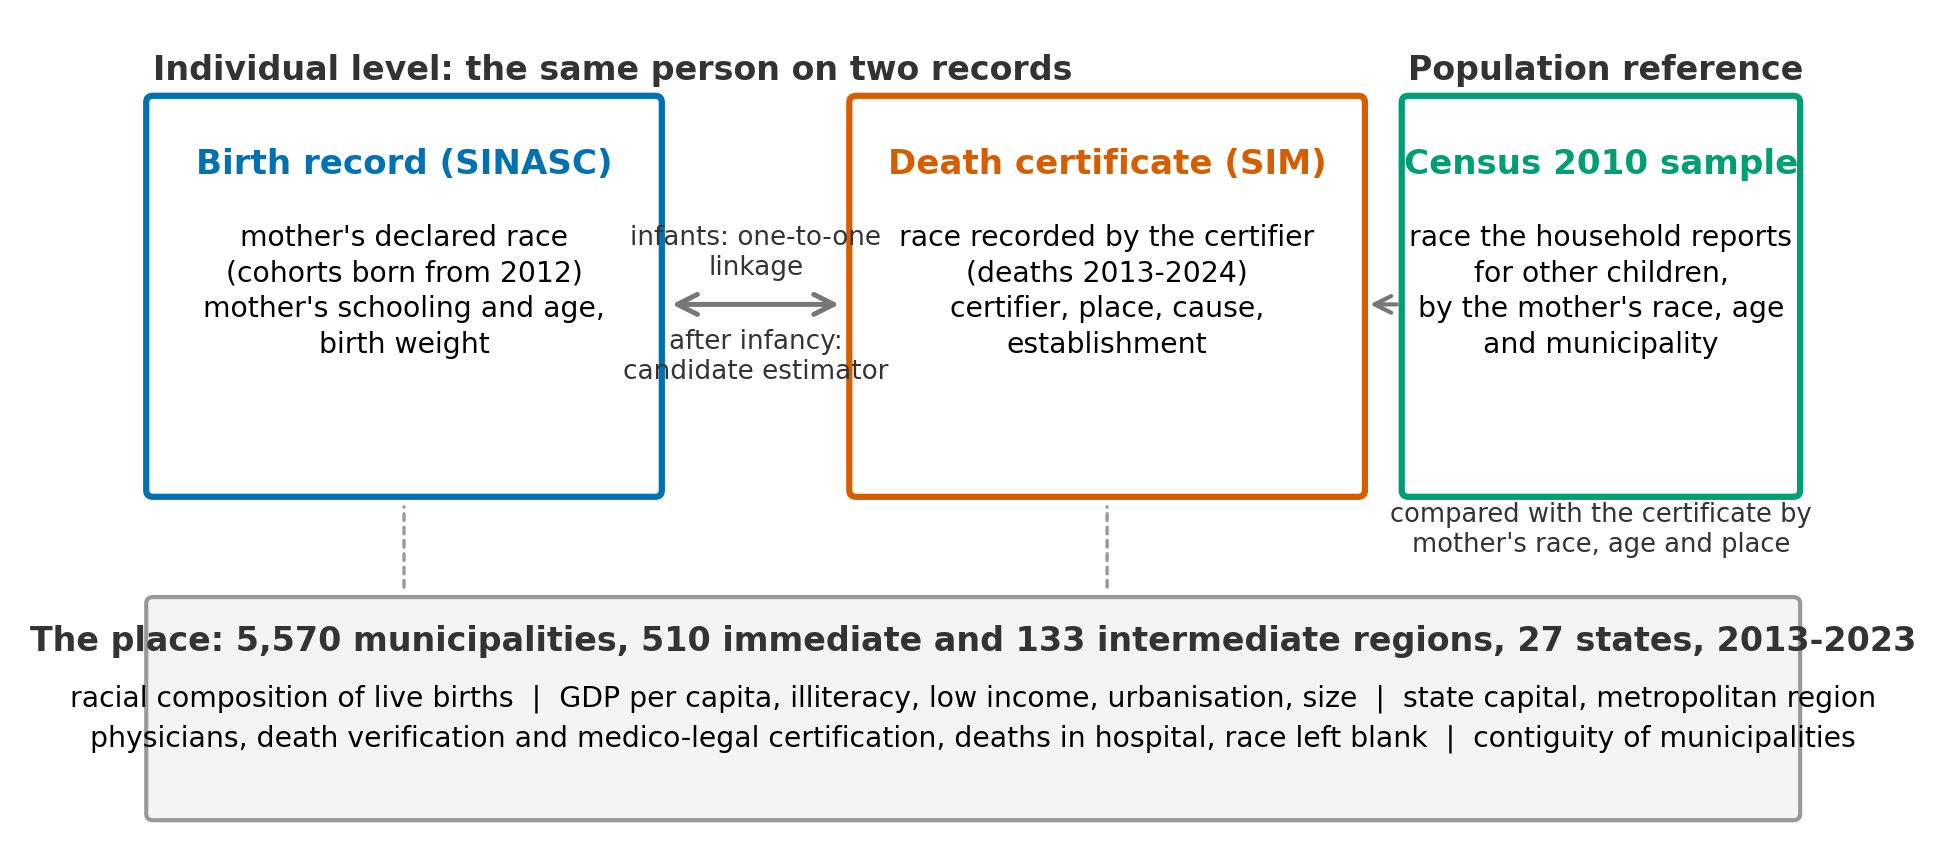 Individual level: the same person on two records
Population reference
Birth record (SINASC)
mother's declared race
(cohorts born from 2012)
mother's schooling and age,
birth weight
infants: one-to-one
linkage
after infancy:
candidate estimator
Death certificate (SIM)
race recorded by the certifier
(deaths 2013-2024)
certifier, place, cause,
establishment
Census 2010 sample
race the household reports
for other children,
by the mother's race, age
and municipality
compared with the certificate by
mother's race, age and place
The place: 5,570 municipalities, 510 immediate and 133 intermediate regions, 27 states, 2013-2023
racial composition of live births | GDP per capita, illiteracy, low income, urbanisation, size | state capital, metropolitan region
physicians, death verification and medico-legal certification, deaths in hospital, race left blank | contiguity of municipalities